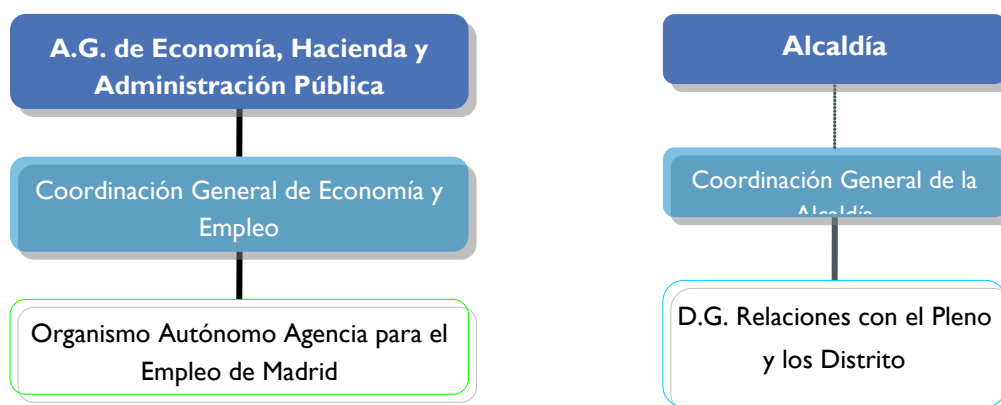 A.G. de Economía, Hacienda y
Administración Pública
Coordinación General de Economía y
Empleo
Organismo Autónomo Agencia para el
Empleo de Madrid
Alcaldía
Coordinación General de la
Alcaldía
D.G. Relaciones con el Pleno
y los Distrito